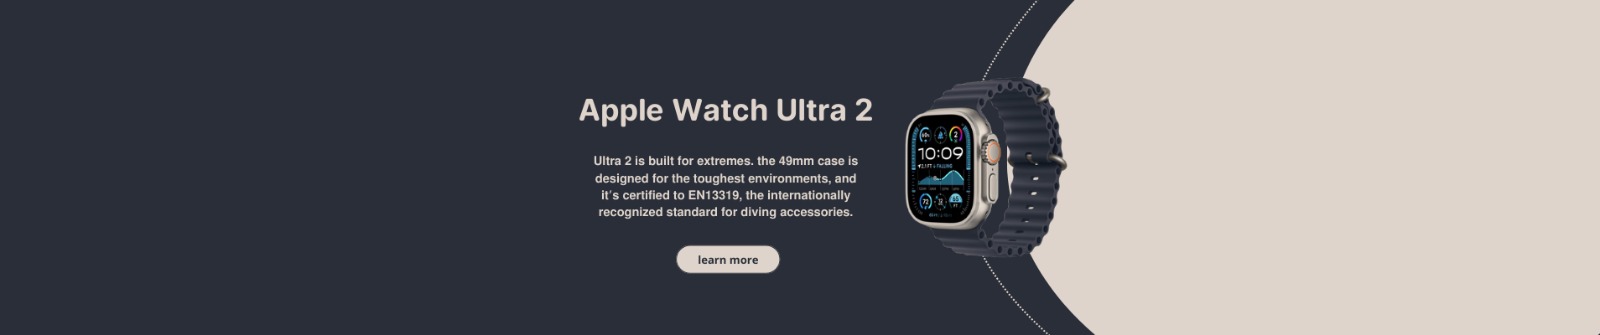 Apple Watch Ultra 2
Ultra 2 is built for extremes. the 49mm case is
designed for the toughest environments, and
it's certified to EN13319, the internationally
recognized standard for diving accessories.
learn more
10:09